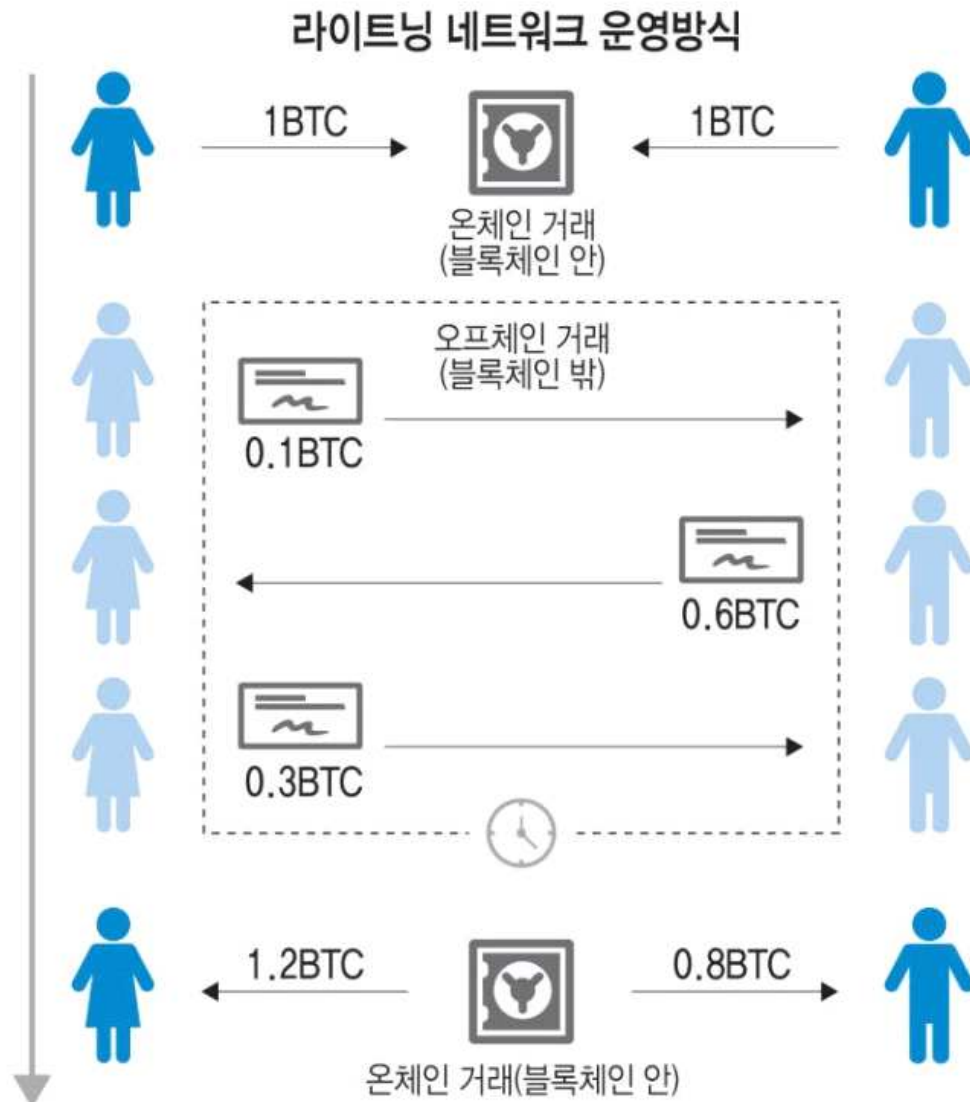 라이트닝 네트워크 운영방식
1BTC
1BTC
온체인 거래
(블록체인 안)
오프체인 거래
(블록체인 밖)
0.1BTC
0.6BTC
0.3BTC
1.2BTC
0.8BTC
온체인 거래(블록체인 안)